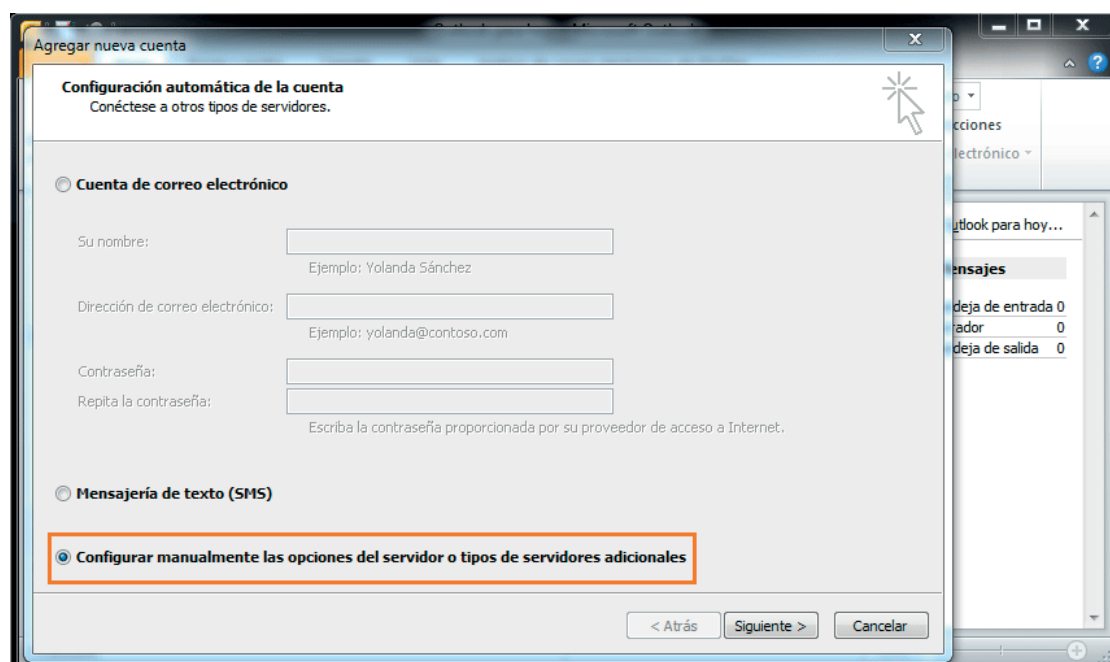 Agregar nueva cuenta
Configuración automática de la cuenta
Conéctese a otros tipos de servidores.
Cuenta de correo electrónico
Su nombre:
Ejemplo: Yolanda Sánchez
Dirección de correo electrónico:
Ejemplo: yolanda@contoso.com
Contraseña:
Repita la contraseña:
Escriba la contraseña proporcionada por su proveedor de acceso a Internet.
Mensajería de texto (SMS)
Configurar manualmente las opciones del servidor o tipos de servidores adicionales
< Atrás Siguiente > Cancelar
cciones
lectrónico
utlook para hoy...
ensajes
deja de entrada 0
rador 0
deja de salida 0